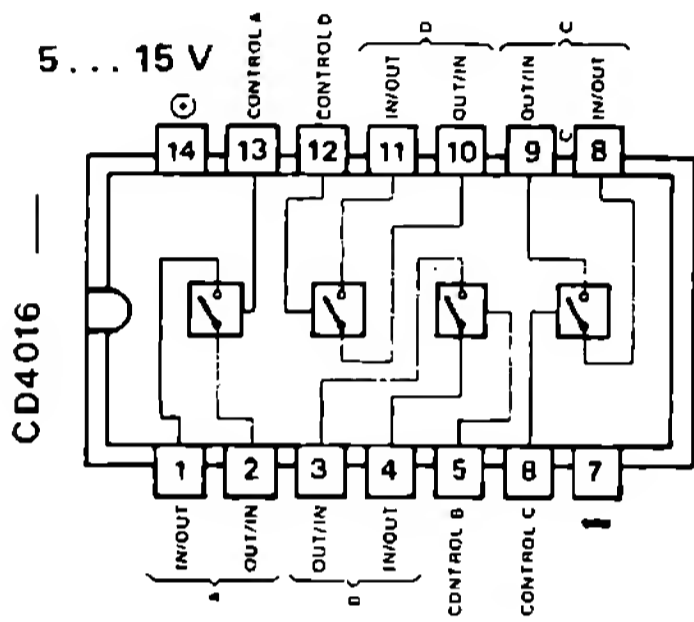 5 ... 15 V
CD4016
CONTROL A
CONTROL D
IN/OUT
OUT/IN
D
OUT/IN
IN/OUT
C
14 13 12 11 10 9 8
C
1 2 3 4 5 6 7
IN/OUT
OUT/IN
A
OUT/IN
IN/OUT
B
CONTROL B
CONTROL C